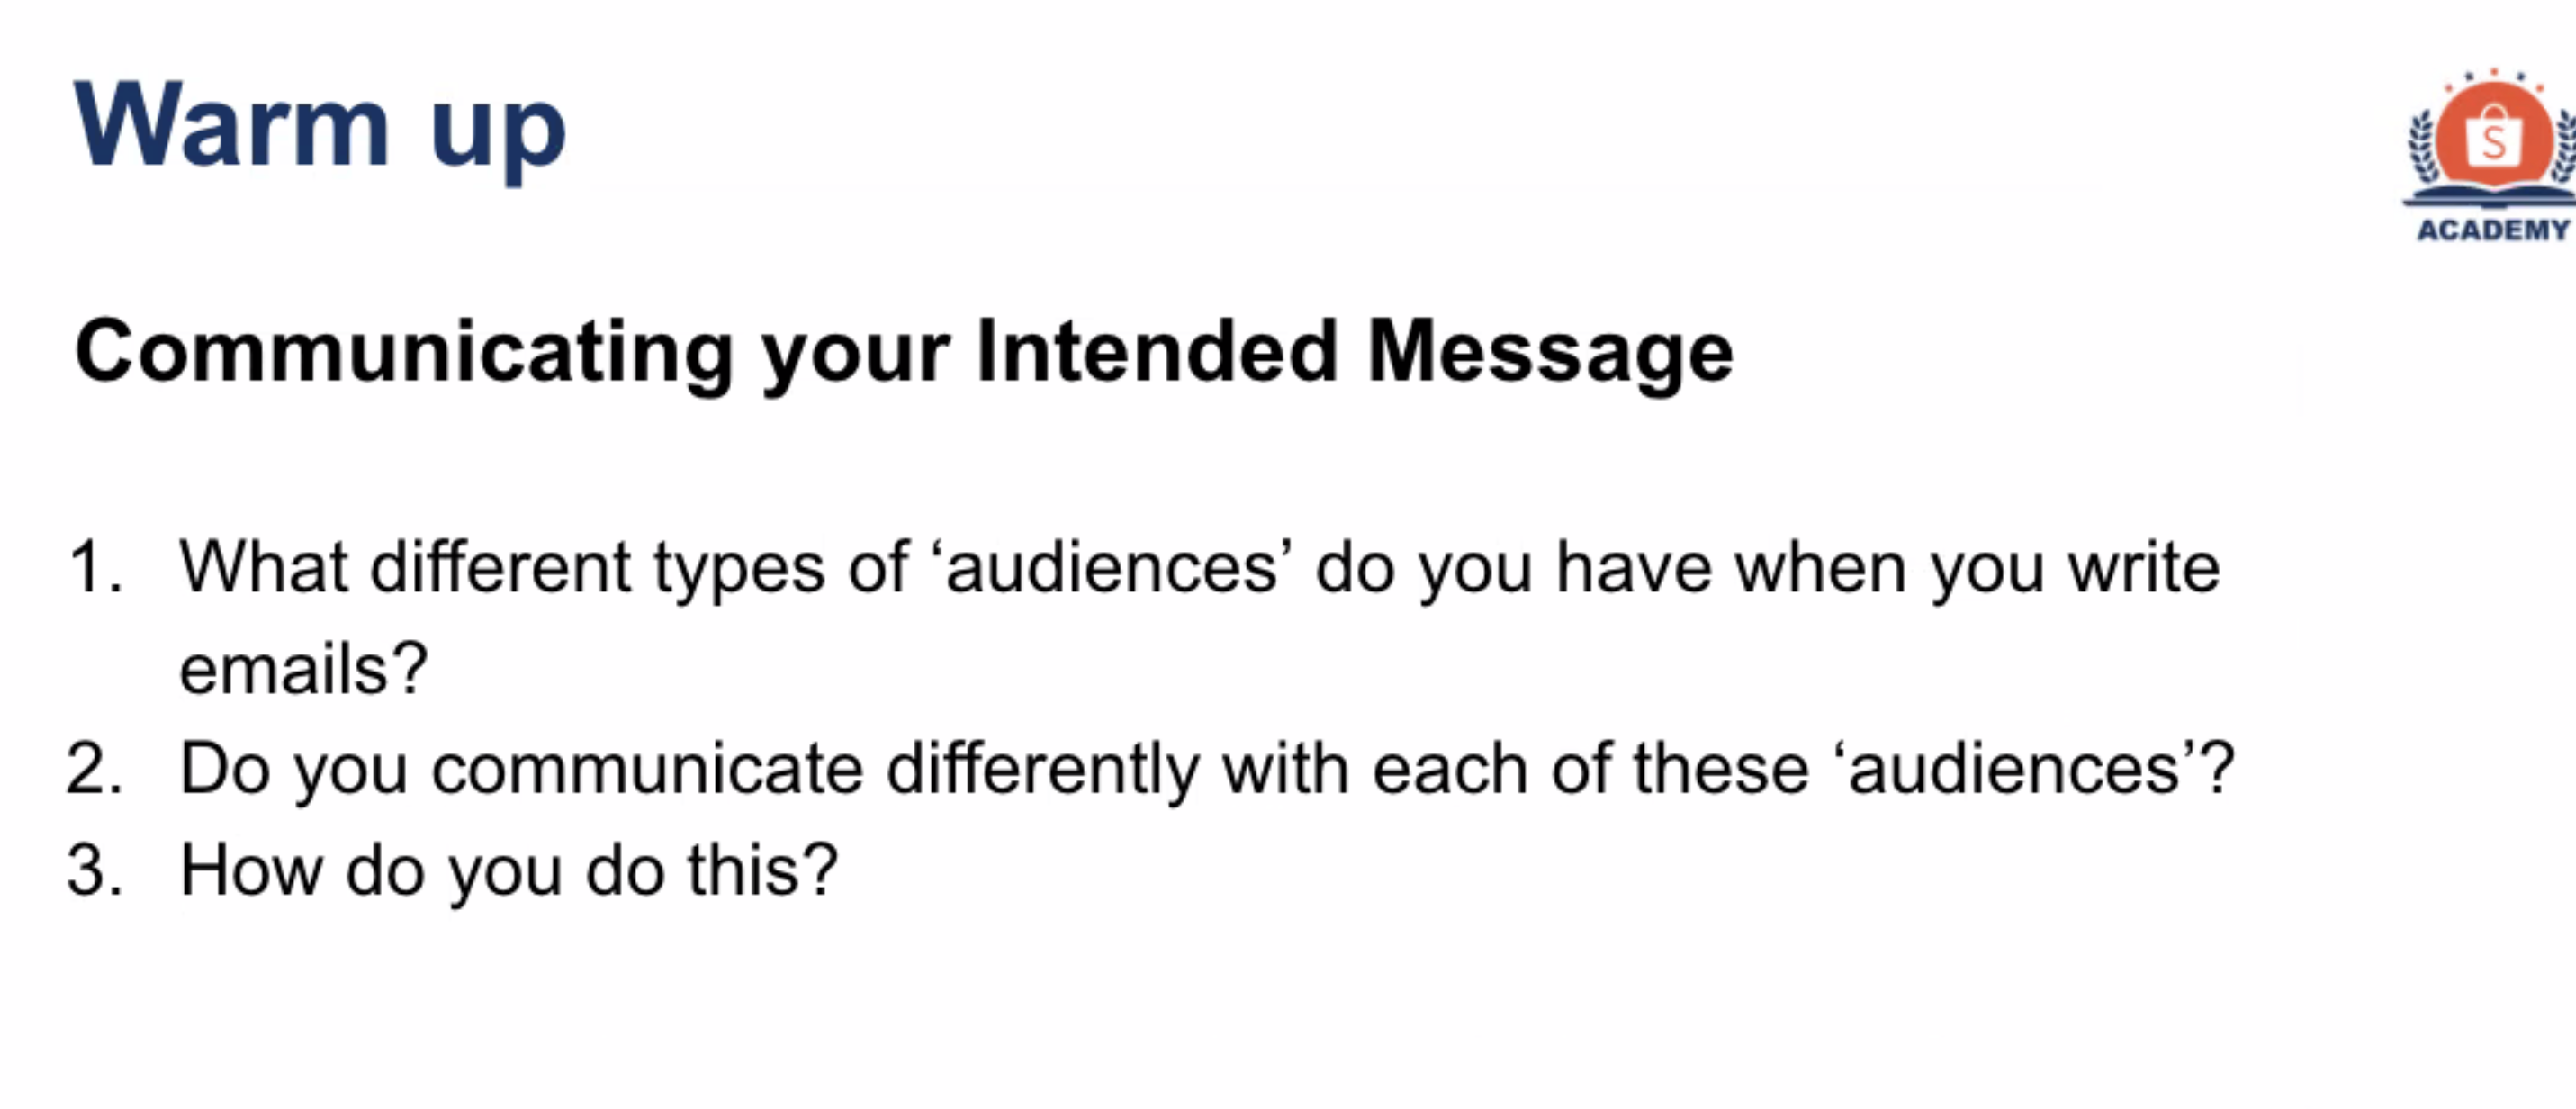 Warm up
S
ACADEMY
Communicating your Intended Message
1. What different types of ‘audiences’ do you have when you write
emails?
2. Do you communicate differently with each of these ‘audiences’?
3. How do you do this?